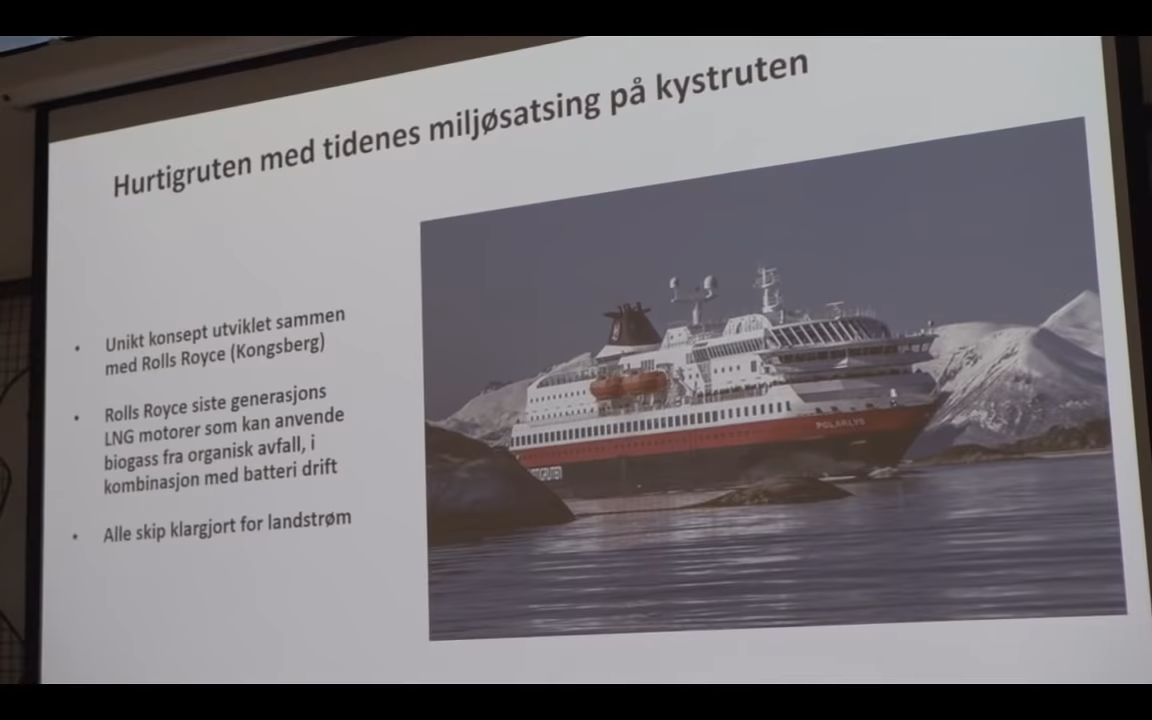 Hurtigruten med tidenes miljøsatsing på kystruten
• Unikt konsept utviklet sammen
med Rolls Royce (Kongsberg)
• Rolls Royce siste generasjons
LNG motorer som kan anvende
biogass fra organisk avfall, i
kombinasjon med batteri drift
• Alle skip klargjort for landstrøm
POLARLYS